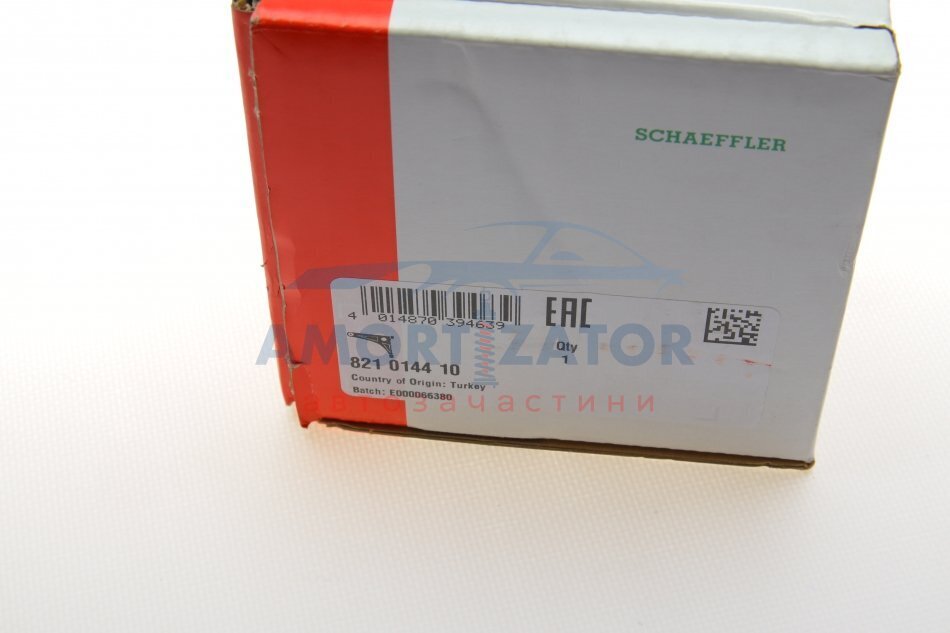 SCHAEFFLER
4 014870 394639
EAC
Qty
1
821 0144 10
Country of Origin: Turkey
Batch: E000066380
AMORTIZATOR
автозапчастини